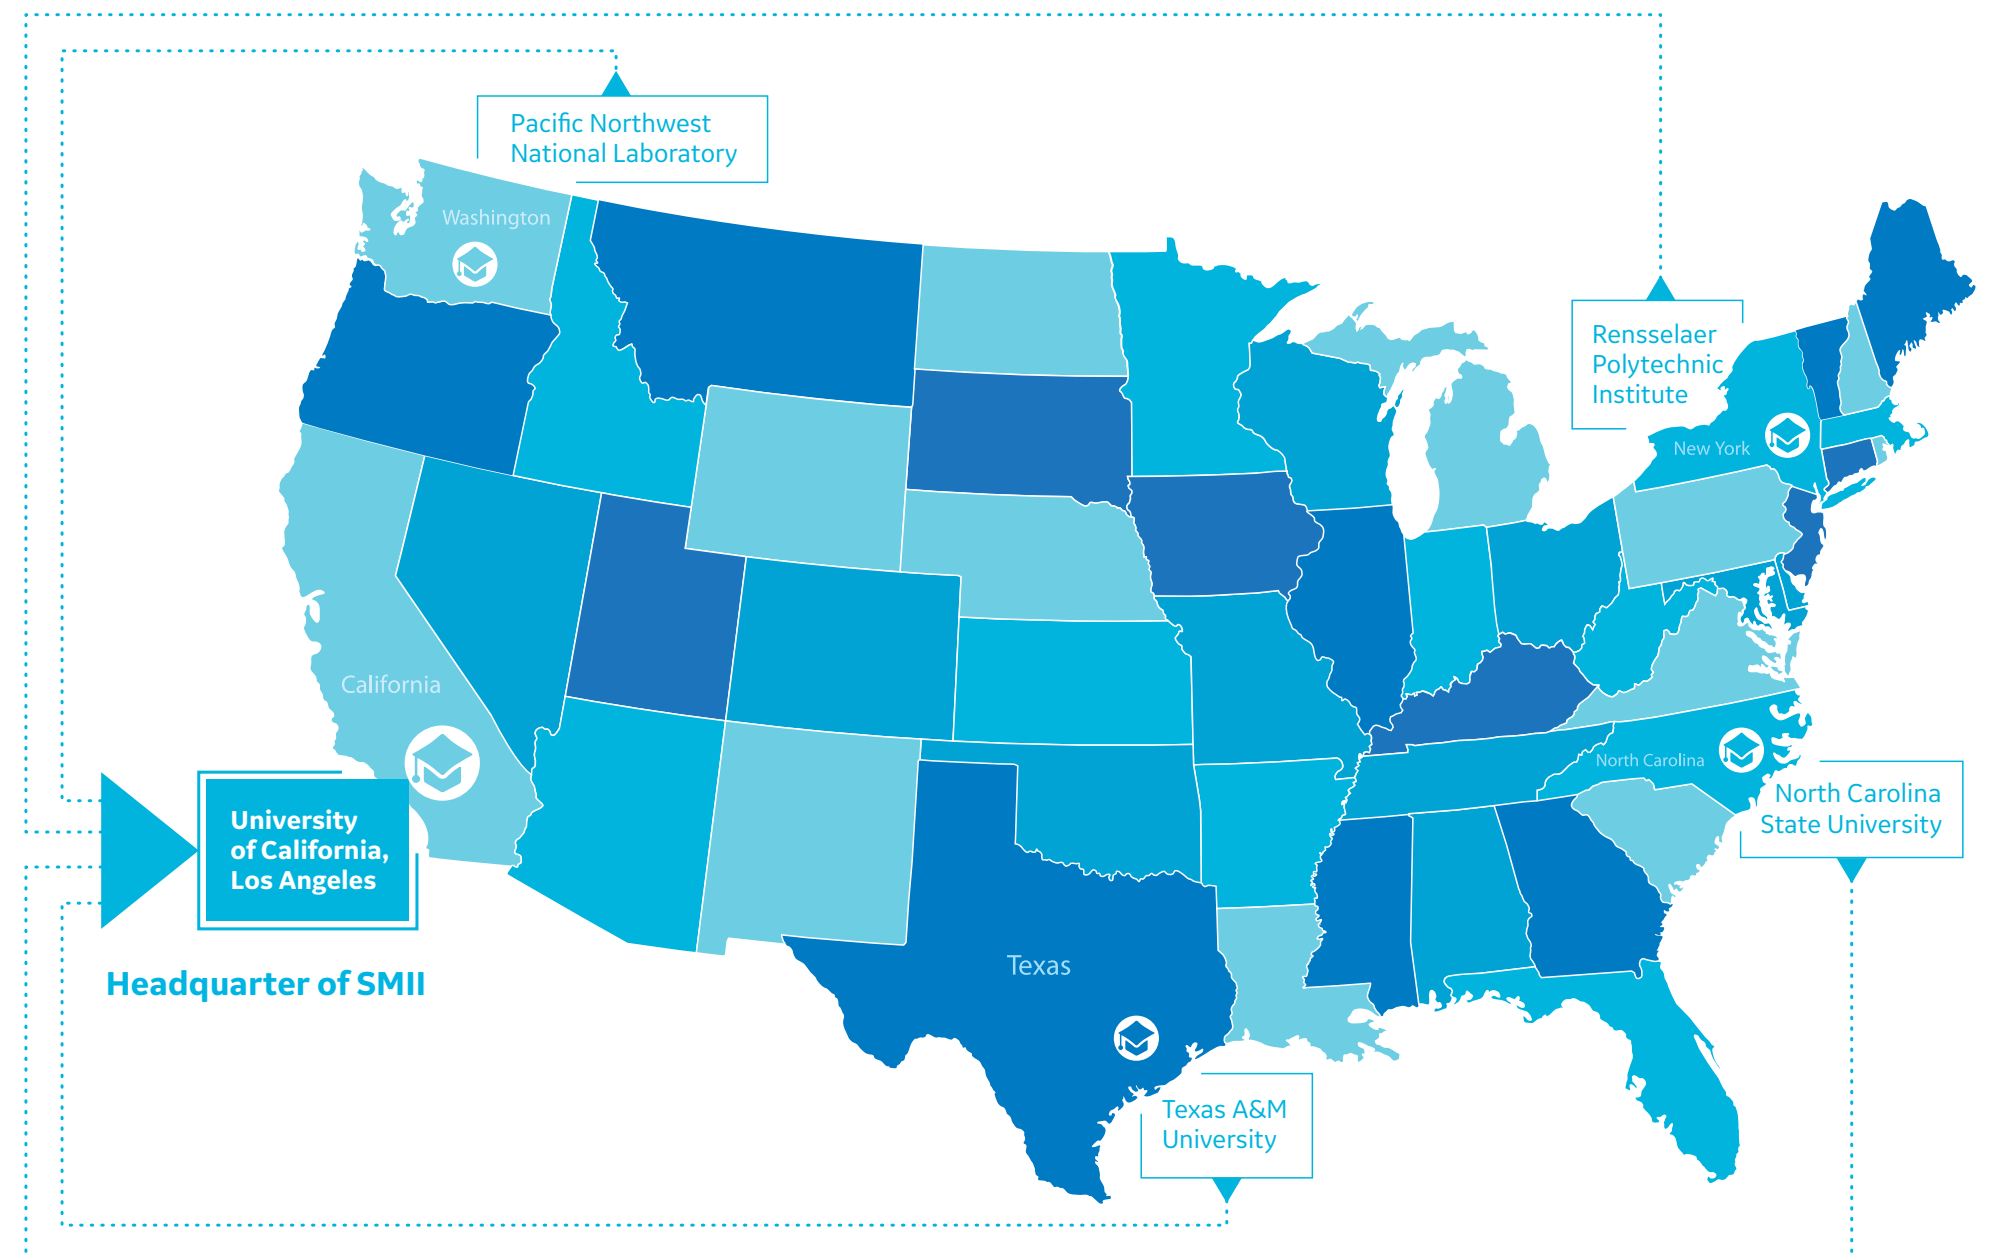 Pacific Northwest
National Laboratory
Washington
Rensselaer
Polytechnic
Institute
New York
California
North Carolina
North Carolina
State University
University
of California,
Los Angeles
Headquarter of SMII
Texas
Texas A&M
University